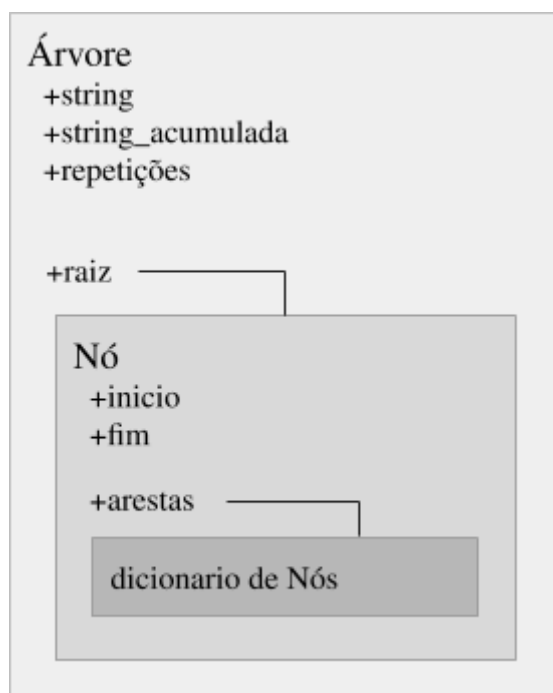 Árvore
+string
+string_acumulada
+repetições
+raiz
Nó
+inicio
+fim
+arestas
dicionario de Nós